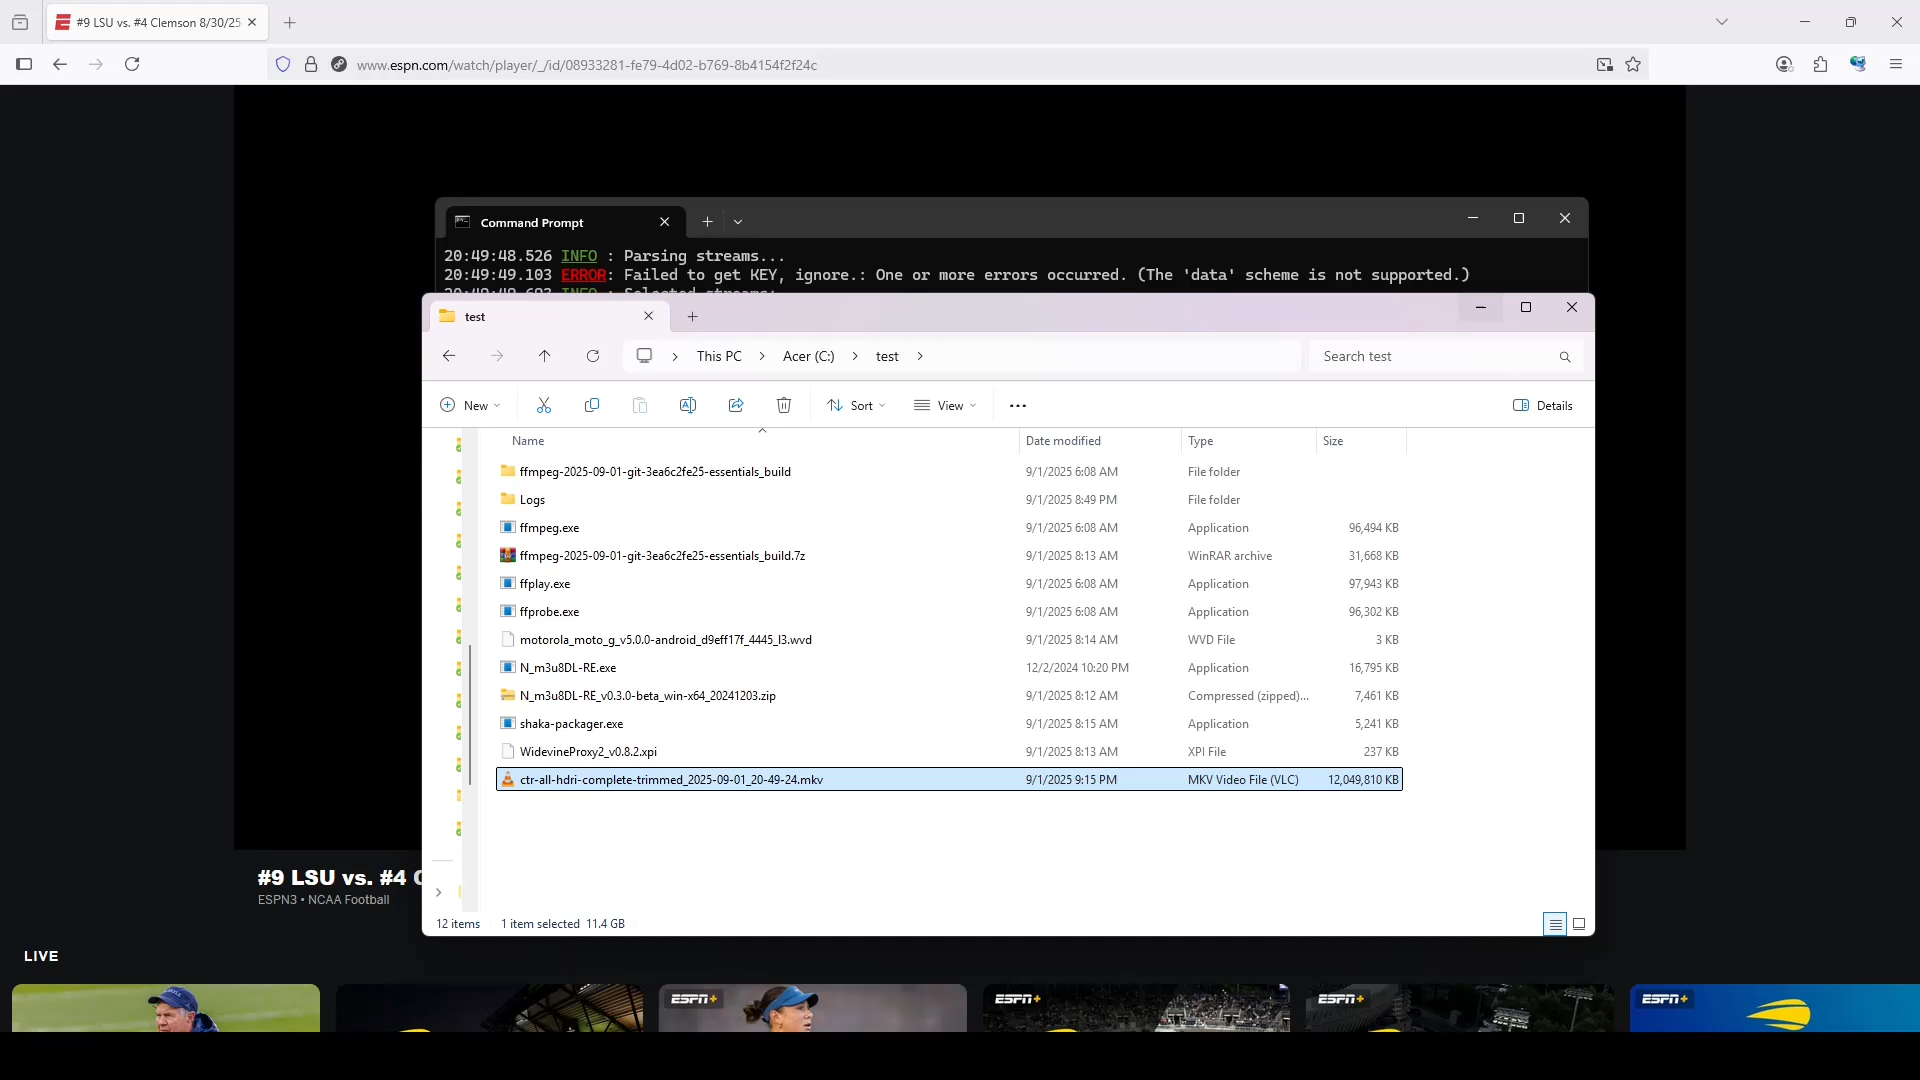 #9 LSU vs. #4 Clemson 8/30/25
www.espn.com/watch/player/_/id/08933281-fe79-4d02-b769-8b4154f2f24c
Command Prompt
20:49:48.526 INFO : Parsing streams...
20:49:49.103 ERROR: Failed to get KEY, ignore.: One or more errors occurred. (The 'data' scheme is not supported.)
test
This PC > Acer (C:) > test >
Search test
New
Sort
View
Details
Name Date modified Type Size
ffmpeg-2025-09-01-git-3ea6c2fe25-essentials_build 9/1/2025 6:08 AM File folder
Logs 9/1/2025 8:49 PM File folder
ffmpeg.exe 9/1/2025 6:08 AM Application 96,494 KB
ffmpeg-2025-09-01-git-3ea6c2fe25-essentials_build.7z 9/1/2025 8:13 AM WinRAR archive 31,668 KB
ffplay.exe 9/1/2025 6:08 AM Application 97,943 KB
ffprobe.exe 9/1/2025 6:08 AM Application 96,302 KB
motorola_moto_g_v5.0.0-android_d9eff17f_4445_l3.wvd 9/1/2025 8:14 AM WVD File 3 KB
N_m3u8DL-RE.exe 12/2/2024 10:20 PM Application 16,795 KB
N_m3u8DL-RE_v0.3.0-beta_win-x64_20241203.zip 9/1/2025 8:12 AM Compressed (zipped)... 7,461 KB
shaka-packager.exe 9/1/2025 8:15 AM Application 5,241 KB
WidevineProxy2_v0.8.2.xpi 9/1/2025 8:13 AM XPI File 237 KB
ctr-all-hdri-complete-trimmed_2025-09-01_20-49-24.mkv 9/1/2025 9:15 PM MKV Video File (VLC) 12,049,810 KB
12 items 1 item selected 11.4 GB
#9 LSU vs. #4
ESPN3 • NCAA Football
LIVE
ESPN+
ESPN+
ESPN+
ESPN+